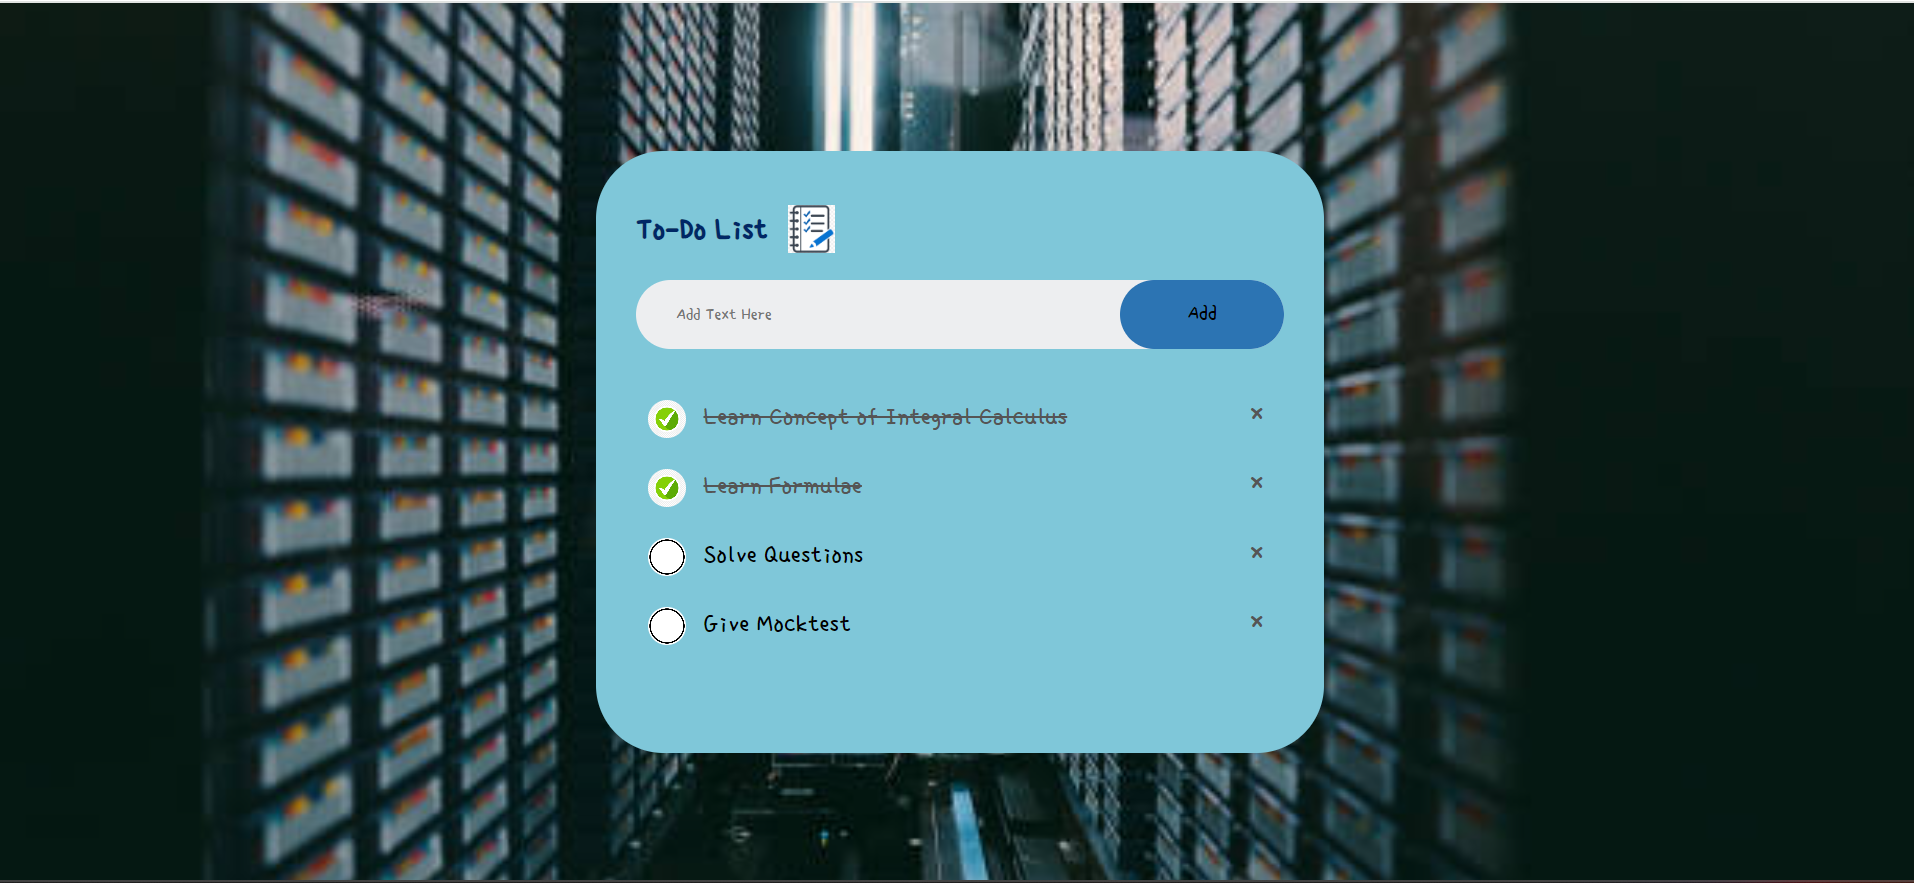 To-Do List
Add Text Here
Add
Learn Concept of Integral Calculus
×
Learn Formulae
×
Solve Questions
×
Give Mocktest
×